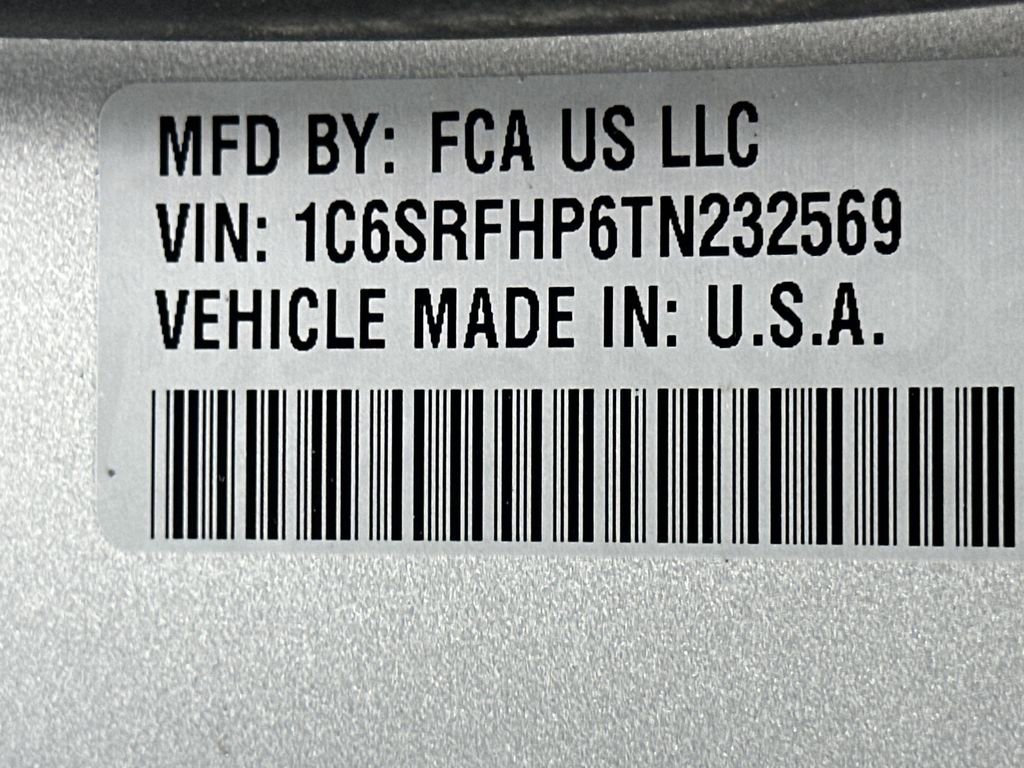 MFD BY: FCA US LLC
VIN: 1C6SRFHP6TN232569
VEHICLE MADE IN: U.S.A.